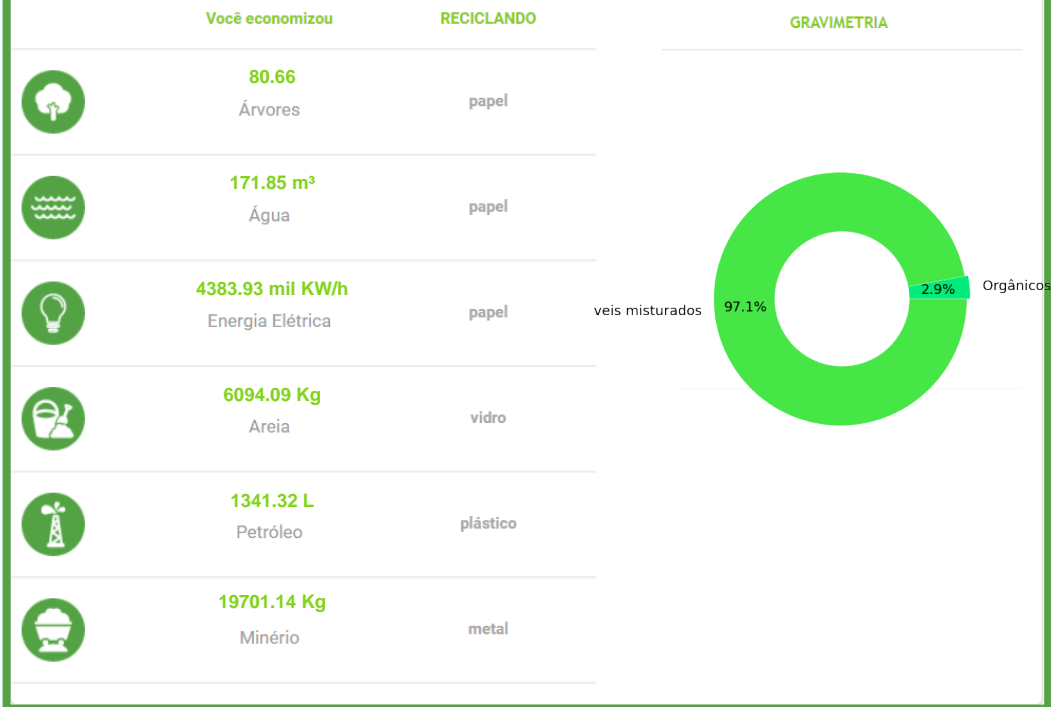 Você economizou
RECICLANDO
80.66
Árvores
papel
171.85 m³
Água
papel
4383.93 mil KW/h
Energia Elétrica
papel
6094.09 Kg
Areia
vidro
1341.32 L
Petróleo
plástico
19701.14 Kg
Minério
metal
GRAVIMETRIA
veis misturados
97.1%
2.9%
Orgânicos